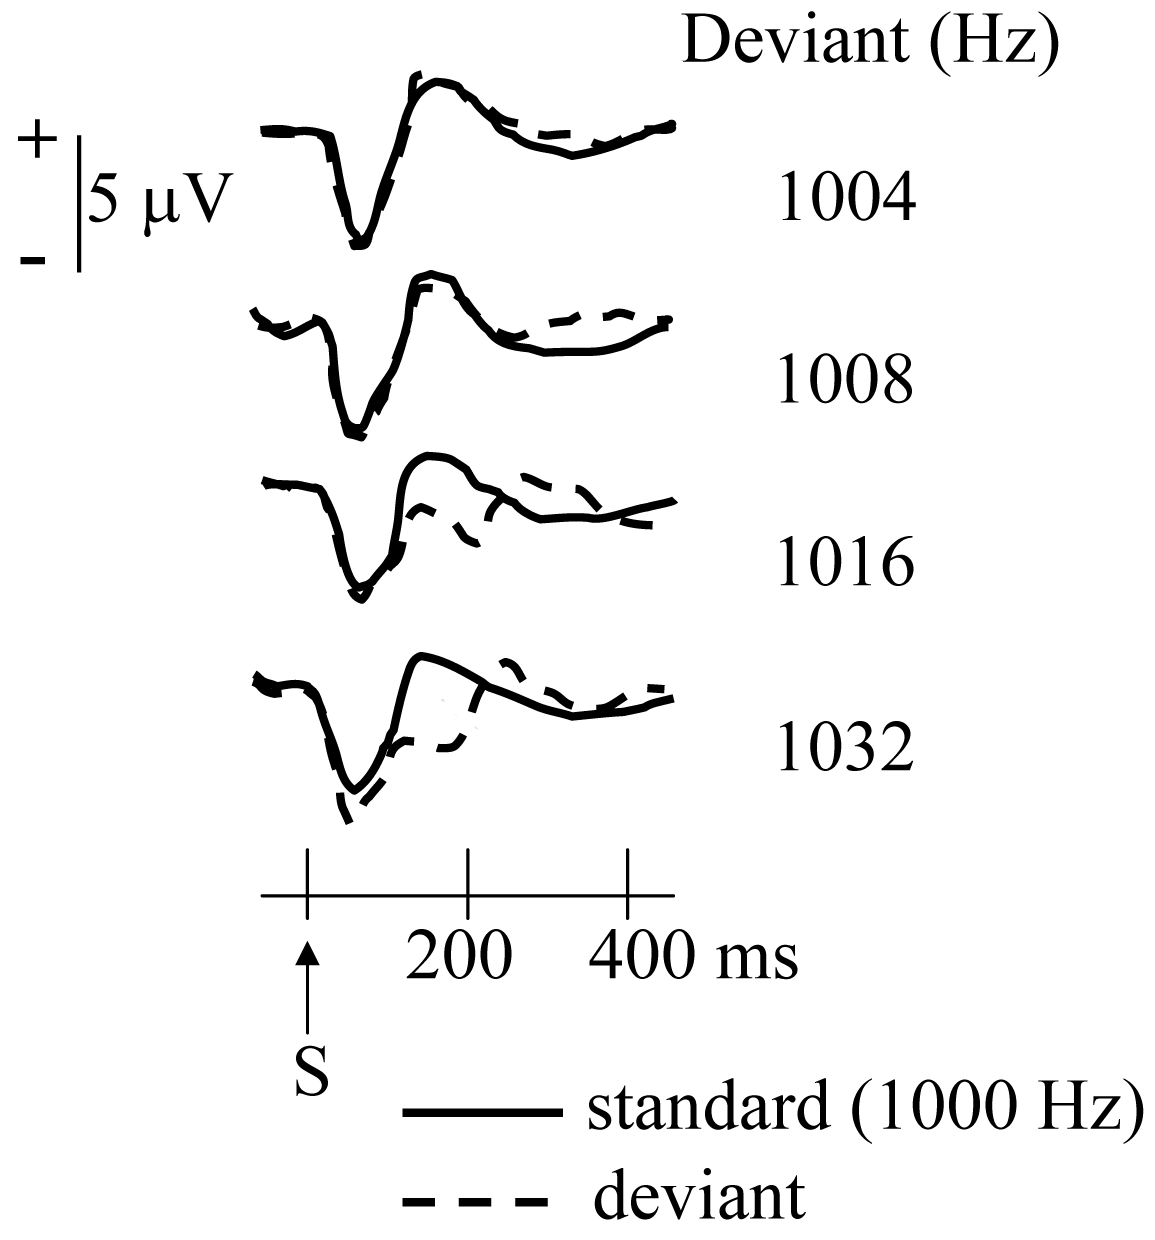 Deviant (Hz)
+
5 μV
-
1004
1008
1016
1032
200 400 ms
S
standard (1000 Hz)
deviant